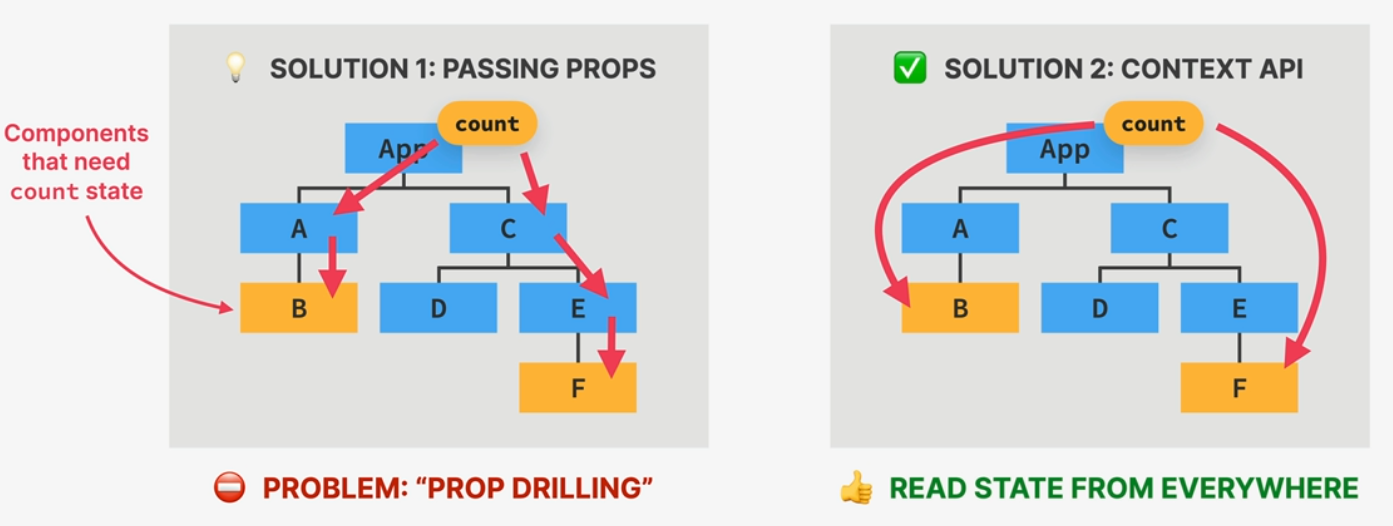 SOLUTION 1: PASSING PROPS
Components
that need
count state
count
App
A
C
B
D
E
F
PROBLEM: “PROP DRILLING”
SOLUTION 2: CONTEXT API
count
App
A
C
B
D
E
F
READ STATE FROM EVERYWHERE